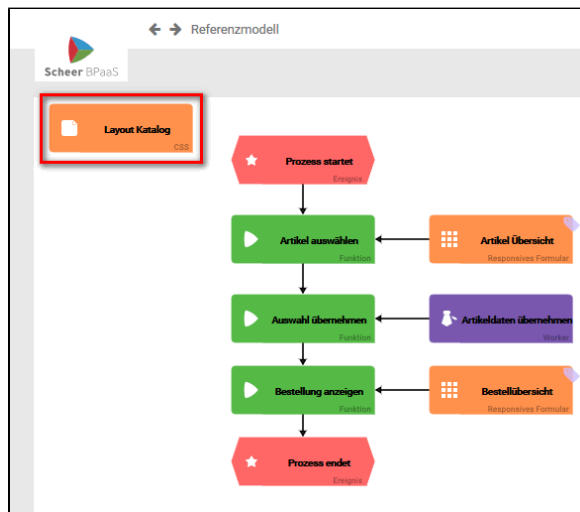 Referenzmodell
Scheer BPaaS
Layout Katalog
CSS
Prozess startet
Ereignis
Artikel auswählen
Funktion
Artikel Übersicht
Responsives Formular
Auswahl übernehmen
Funktion
Artikeldaten übernehmen
Worker
Bestellung anzeigen
Funktion
Bestellübersicht
Responsives Formular
Prozess endet
Ereignis